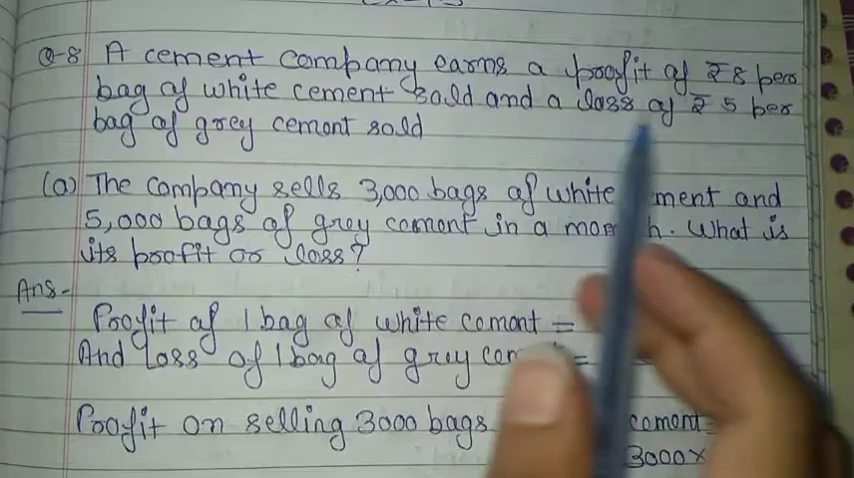 Q-8 A cement company earns a profit of ₹ 8 per
bag of white cement sold and a loss of ₹ 5 per
bag of grey cement sold
(a) The company sells 3,000 bags of white ment and
5,000 bags of grey cement in a mon h. What is
its profit or loss?
Ans-
Profit of 1 bag of white cement =
And Loss of 1 bag of grey cem =
Profit on selling 3000 bags cement
3000×